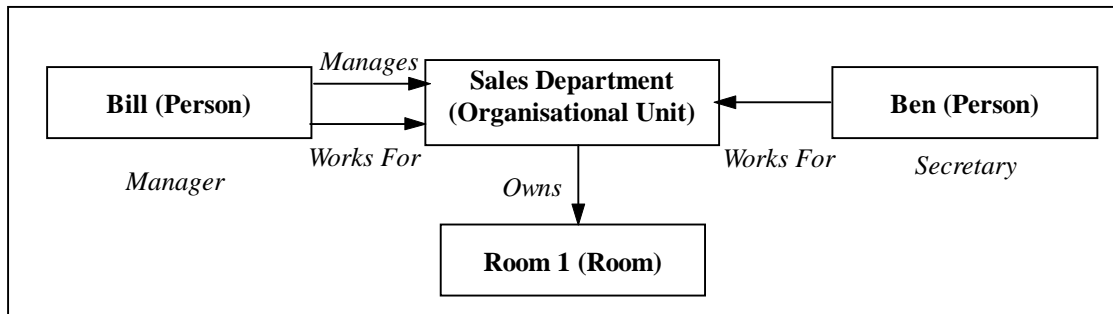 Manages
Bill (Person)
Sales Department
(Organisational Unit)
Ben (Person)
Works For
Works For
Manager
Secretary
Owns
Room 1 (Room)